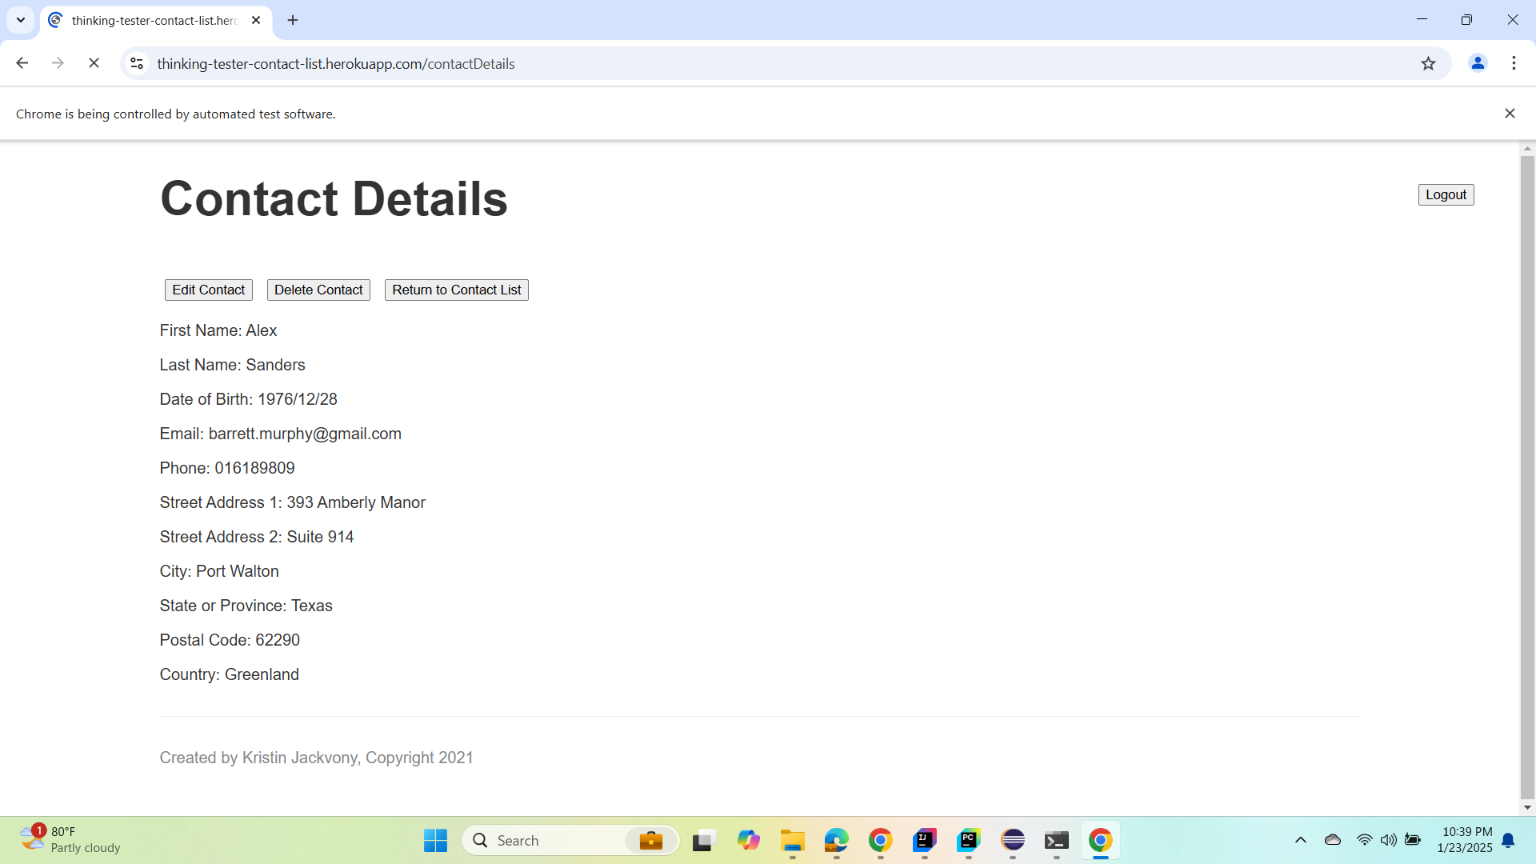 thinking-tester-contact-list.herc
thinking-tester-contact-list.herokuapp.com/contactDetails
Chrome is being controlled by automated test software.
Contact Details
Logout
Edit Contact Delete Contact Return to Contact List
First Name: Alex
Last Name: Sanders
Date of Birth: 1976/12/28
Email: barrett.murphy@gmail.com
Phone: 016189809
Street Address 1: 393 Amberly Manor
Street Address 2: Suite 914
City: Port Walton
State or Province: Texas
Postal Code: 62290
Country: Greenland
Created by Kristin Jackvony, Copyright 2021
1
80°F
Partly cloudy
Search
IJ
PC
10:39 PM
1/23/2025